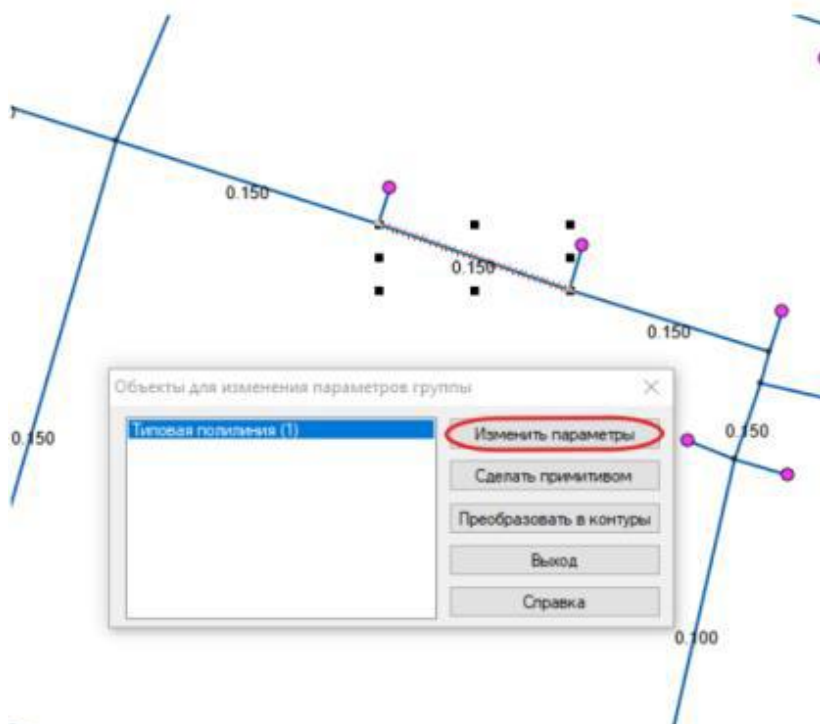 0.150
0.150
0.150
Объекты для изменения параметров группы
Типовая полилиния (1)
Изменить параметры
0.150
0.150
Сделать примитивом
Преобразовать в контуры
Выход
Справка
0.100